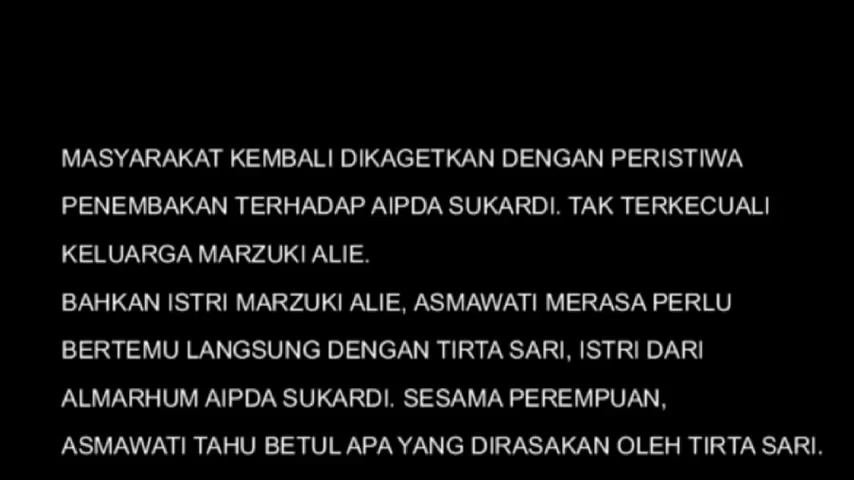 MASYARAKAT KEMBALI DIKAGETKAN DENGAN PERISTIWA
PENEMBAKAN TERHADAP AIPDA SUKARDI. TAK TERKECUALI
KELUARGA MARZUKI ALIE.
BAHKAN ISTRI MARZUKI ALIE, ASMAWATI MERASA PERLU
BERTEMU LANGSUNG DENGAN TIRTA SARI, ISTRI DARI
ALMARHUM AIPDA SUKARDI. SESAMA PEREMPUAN,
ASMAWATI TAHU BETUL APA YANG DIRASAKAN OLEH TIRTA SARI.